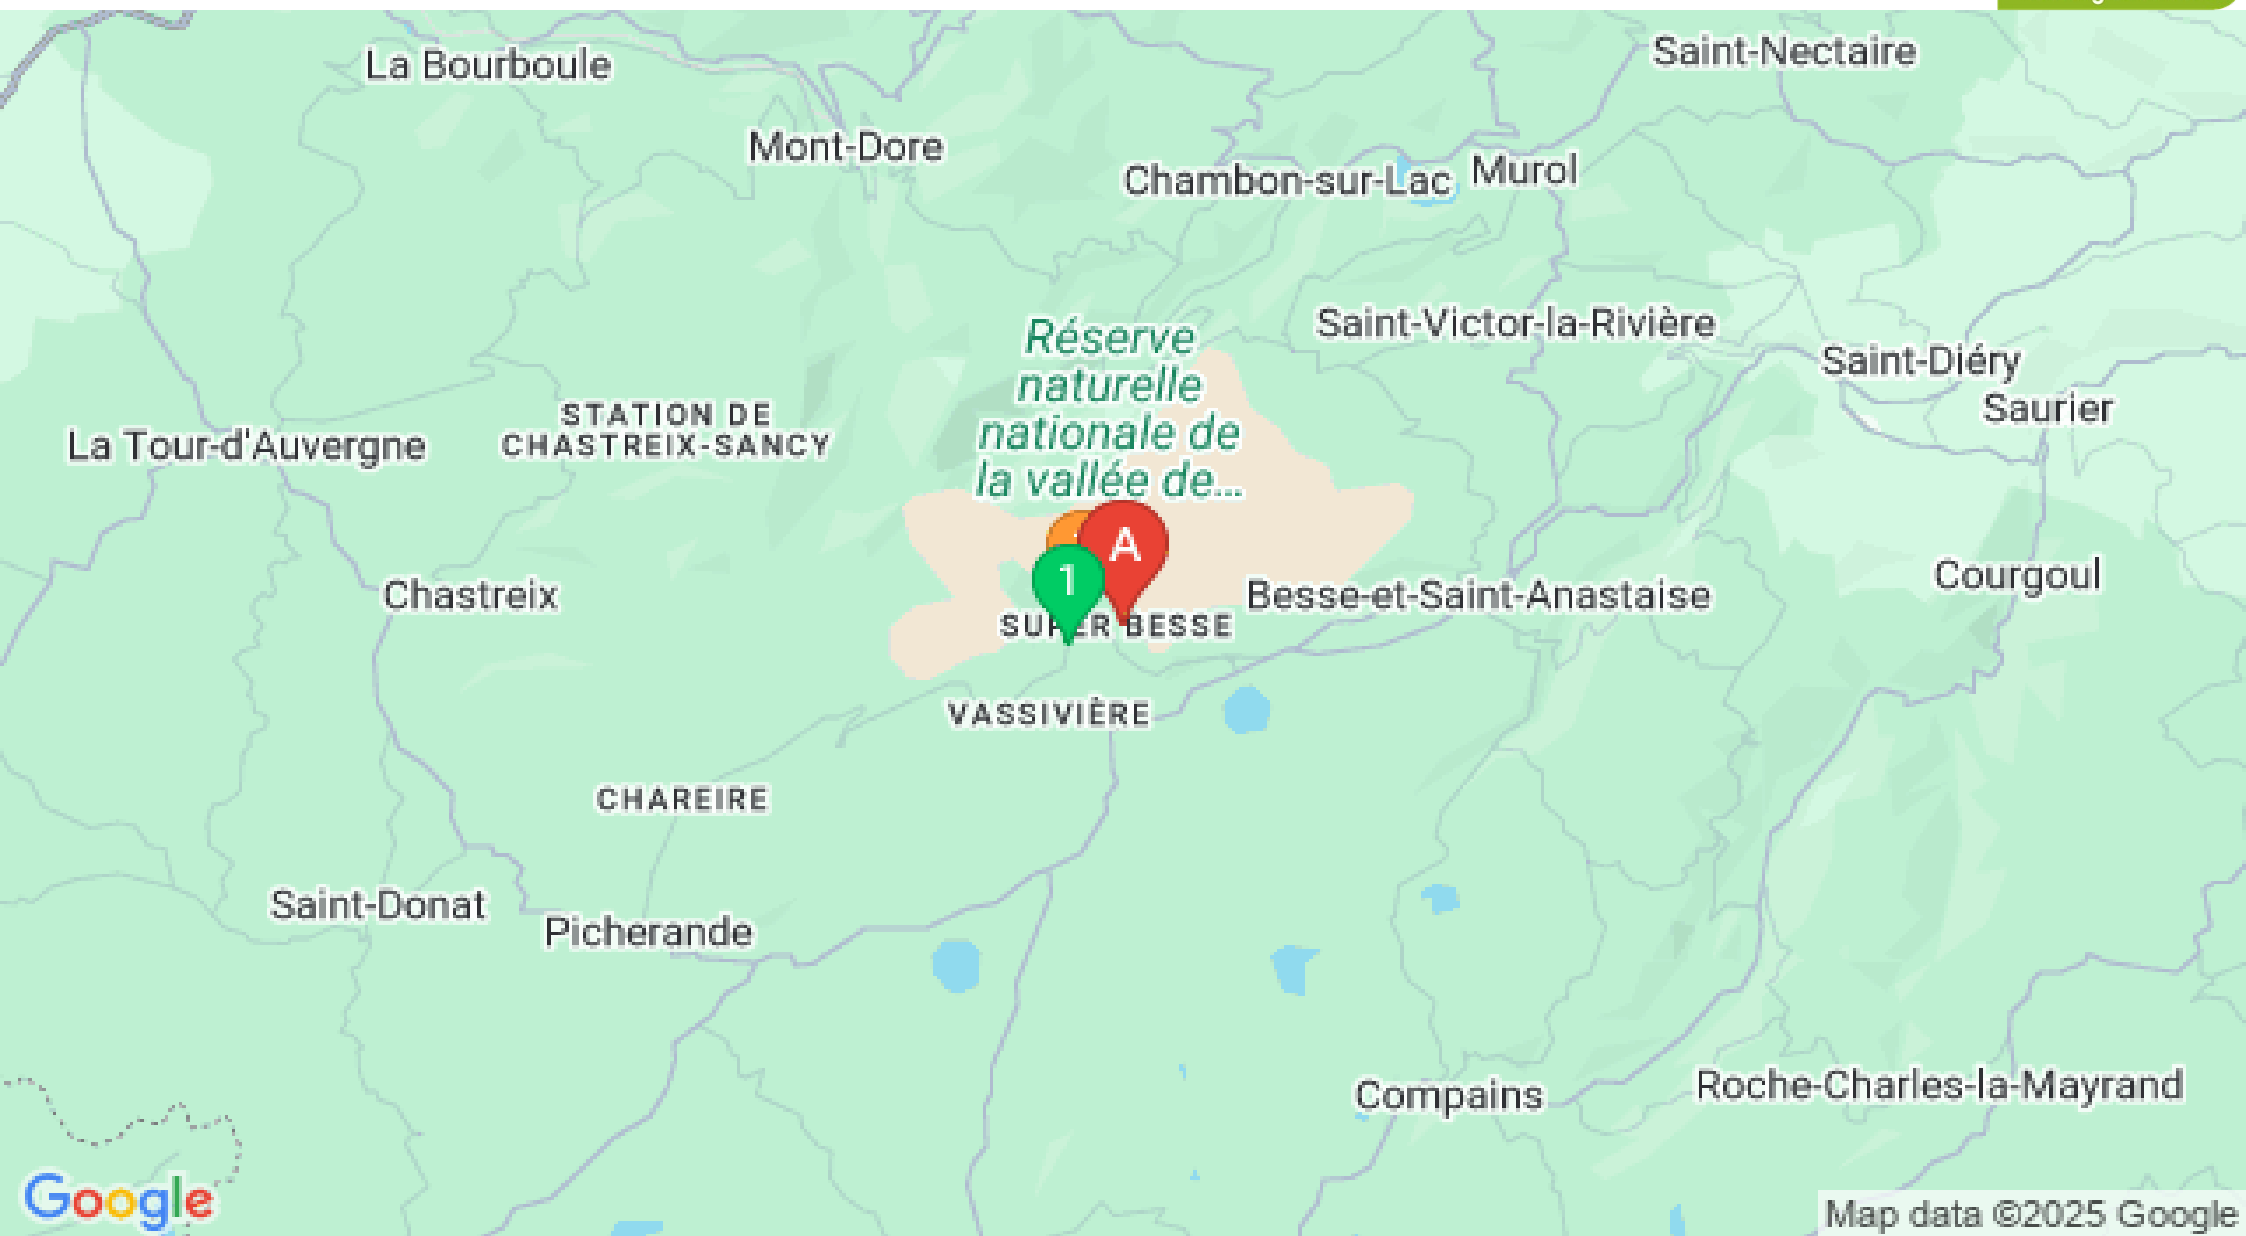 La Bourboule
Saint-Nectaire
Mont-Dore
Chambon-sur-Lac
Murol
Réserve
naturelle
nationale de
la vallée de...
Saint-Victor-la-Rivière
Saint-Diéry
Saurier
STATION DE
CHASTREIX-SANCY
La Tour-d'Auvergne
A
1
Chastreix
SUPER BESSE
Besse-et-Saint-Anastaise
Courgoul
VASSIVIÈRE
CHAREIRE
Saint-Donat
Picherande
Compains
Roche-Charles-la-Mayrand
Google
Map data ©2025 Google